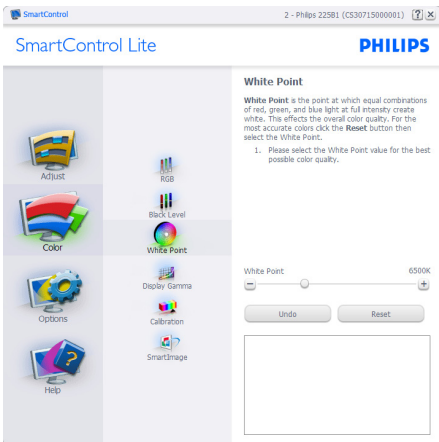 SmartControl
2 - Philips 225B1 (CS30715000001)
?
SmartControl Lite
PHILIPS
Adjust
Color
Options
Help
RGB
Black Level
White Point
Display Gamma
Calibration
SmartImage
White Point
White Point is the point at which equal combinations
of red, green, and blue light at full intensity create
white. This effects the overall color quality. For the
most accurate colors click the Reset button then
select the White Point.
1. Please select the White Point value for the best
possible color quality.
White Point 6500K
Undo
Reset